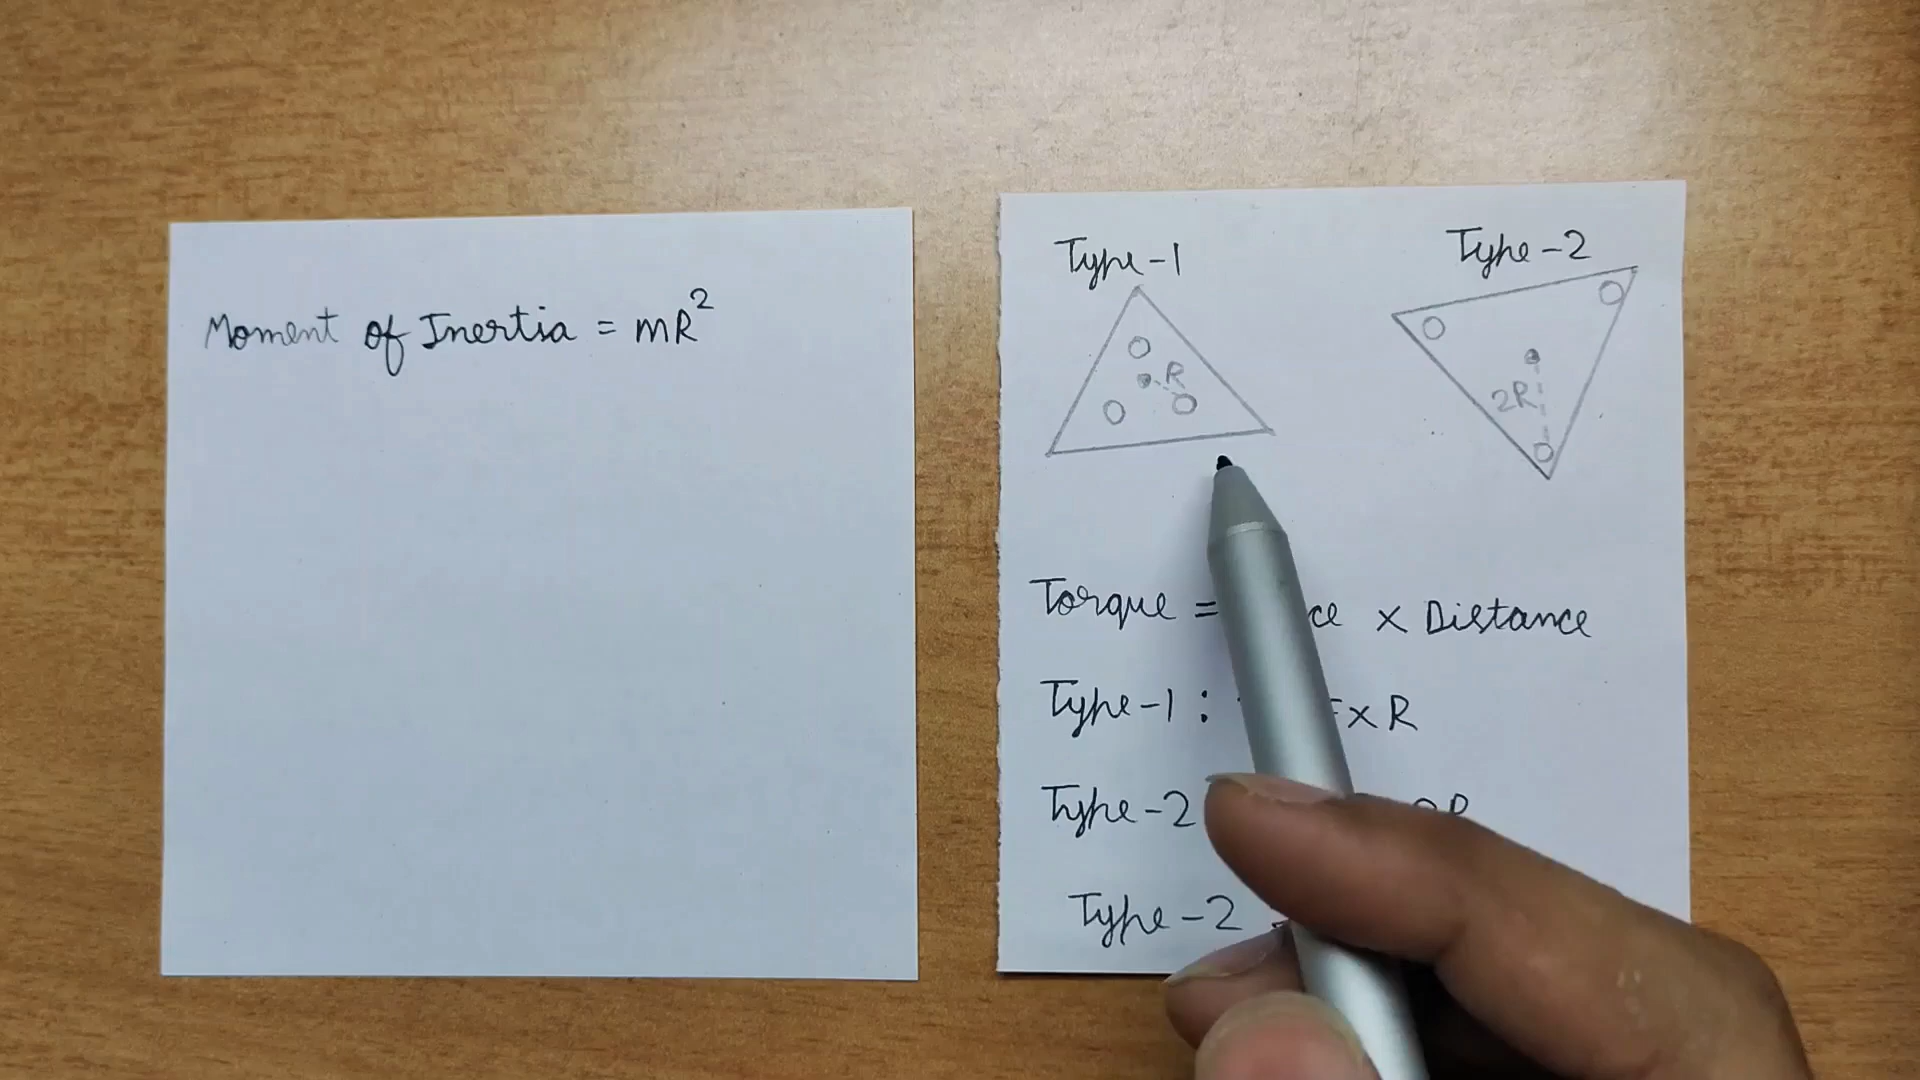 Moment of Inertia = mR²
Type-1
Type-2
R
2R
Torque = ce × Distance
Type-1 : × R
Type-2
Type-2